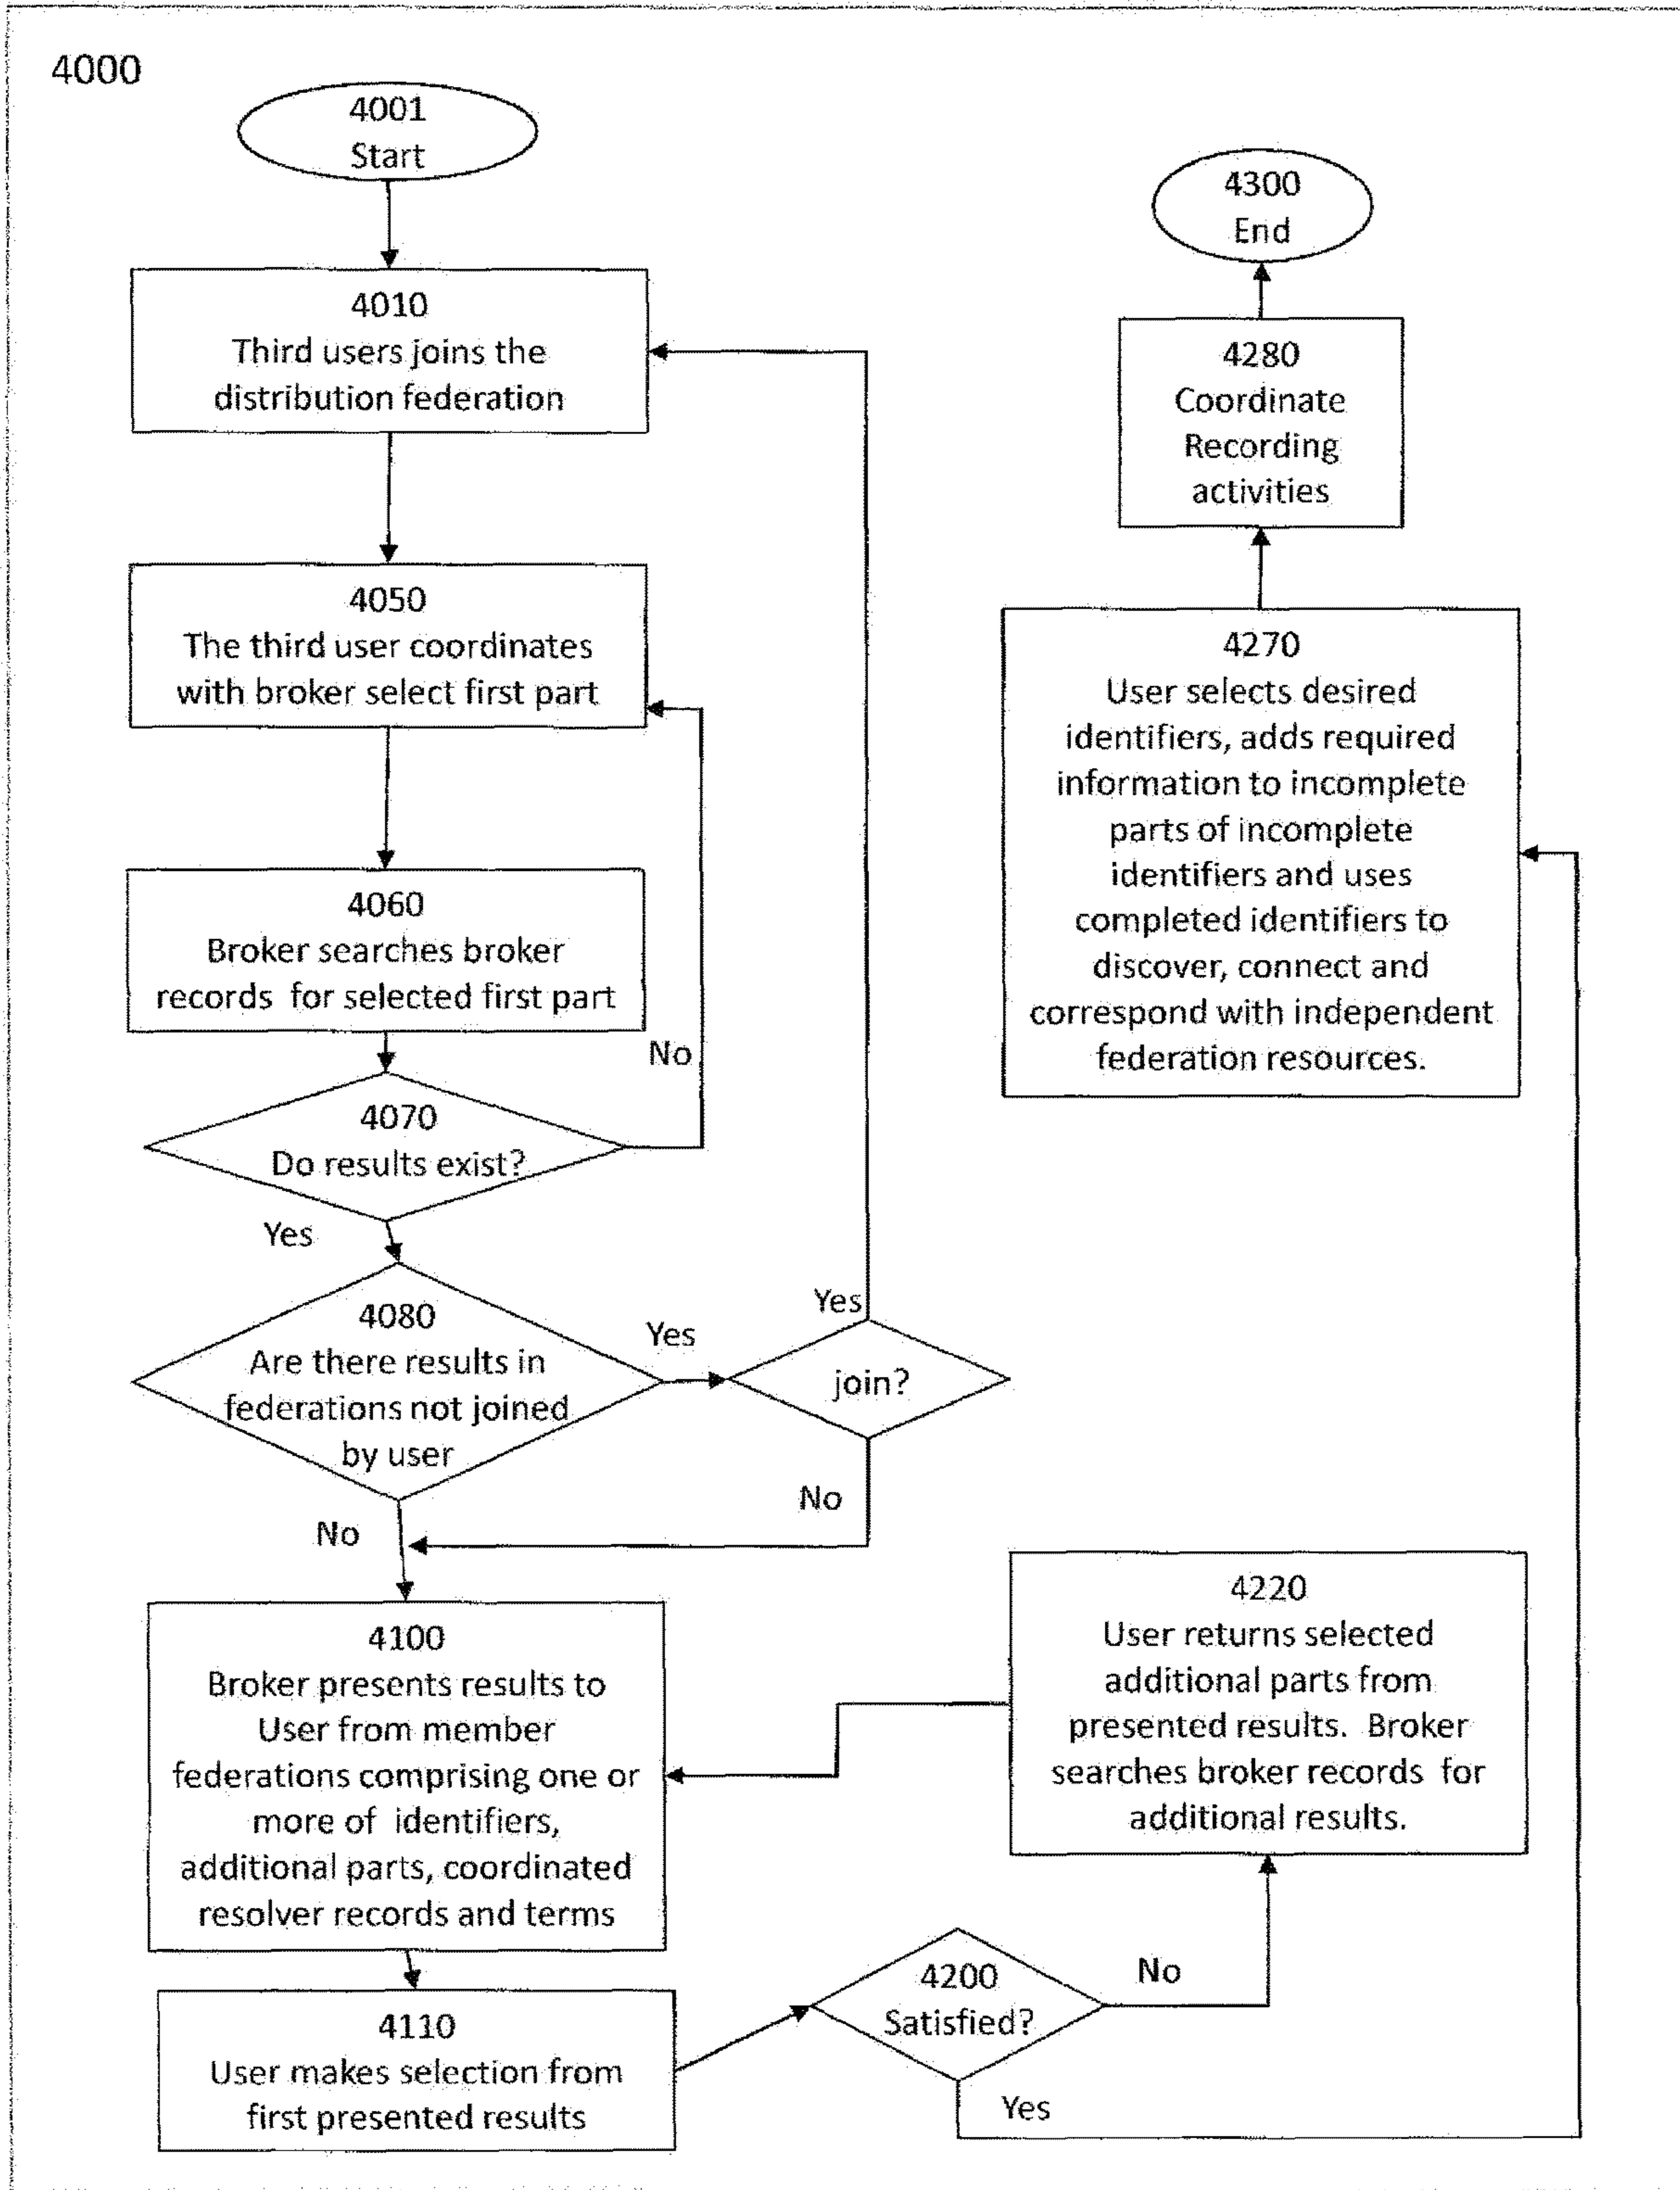 4000
4001
Start
4010
Third users joins the
distribution federation
4050
The third user coordinates
with broker select first part
4060
Broker searches broker
records for selected first part
No
4070
Do results exist?
Yes
4080
Are there results in
federations not joined
by user
Yes
Yes
join?
No
No
4100
Broker presents results to
User from member
federations comprising one or
more of identifiers,
additional parts, coordinated
resolver records and terms
4110
User makes selection from
first presented results
4200
Satisfied?
No
Yes
4220
User returns selected
additional parts from
presented results. Broker
searches broker records for
additional results.
4270
User selects desired
identifiers, adds required
information to incomplete
parts of incomplete
identifiers and uses
completed identifiers to
discover, connect and
correspond with independent
federation resources.
4280
Coordinate
Recording
activities
4300
End